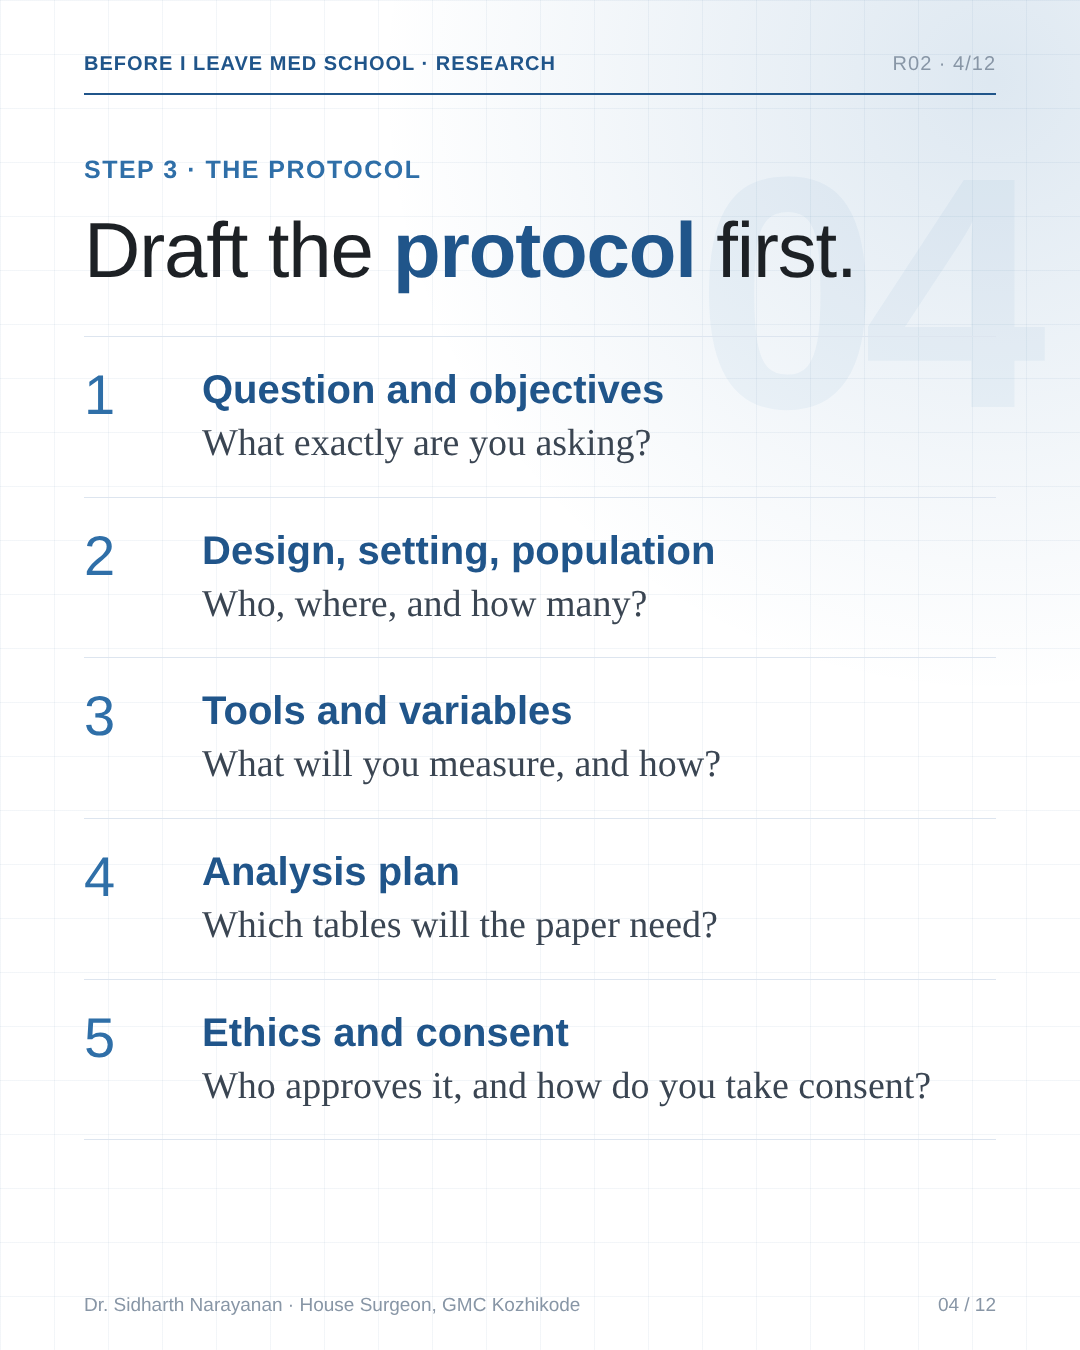 BEFORE I LEAVE MED SCHOOL · RESEARCH
R02 · 4/12
STEP 3 · THE PROTOCOL
04
Draft the protocol first.
1
Question and objectives
What exactly are you asking?
2
Design, setting, population
Who, where, and how many?
3
Tools and variables
What will you measure, and how?
4
Analysis plan
Which tables will the paper need?
5
Ethics and consent
Who approves it, and how do you take consent?
Dr. Sidharth Narayanan · House Surgeon, GMC Kozhikode
04 / 12